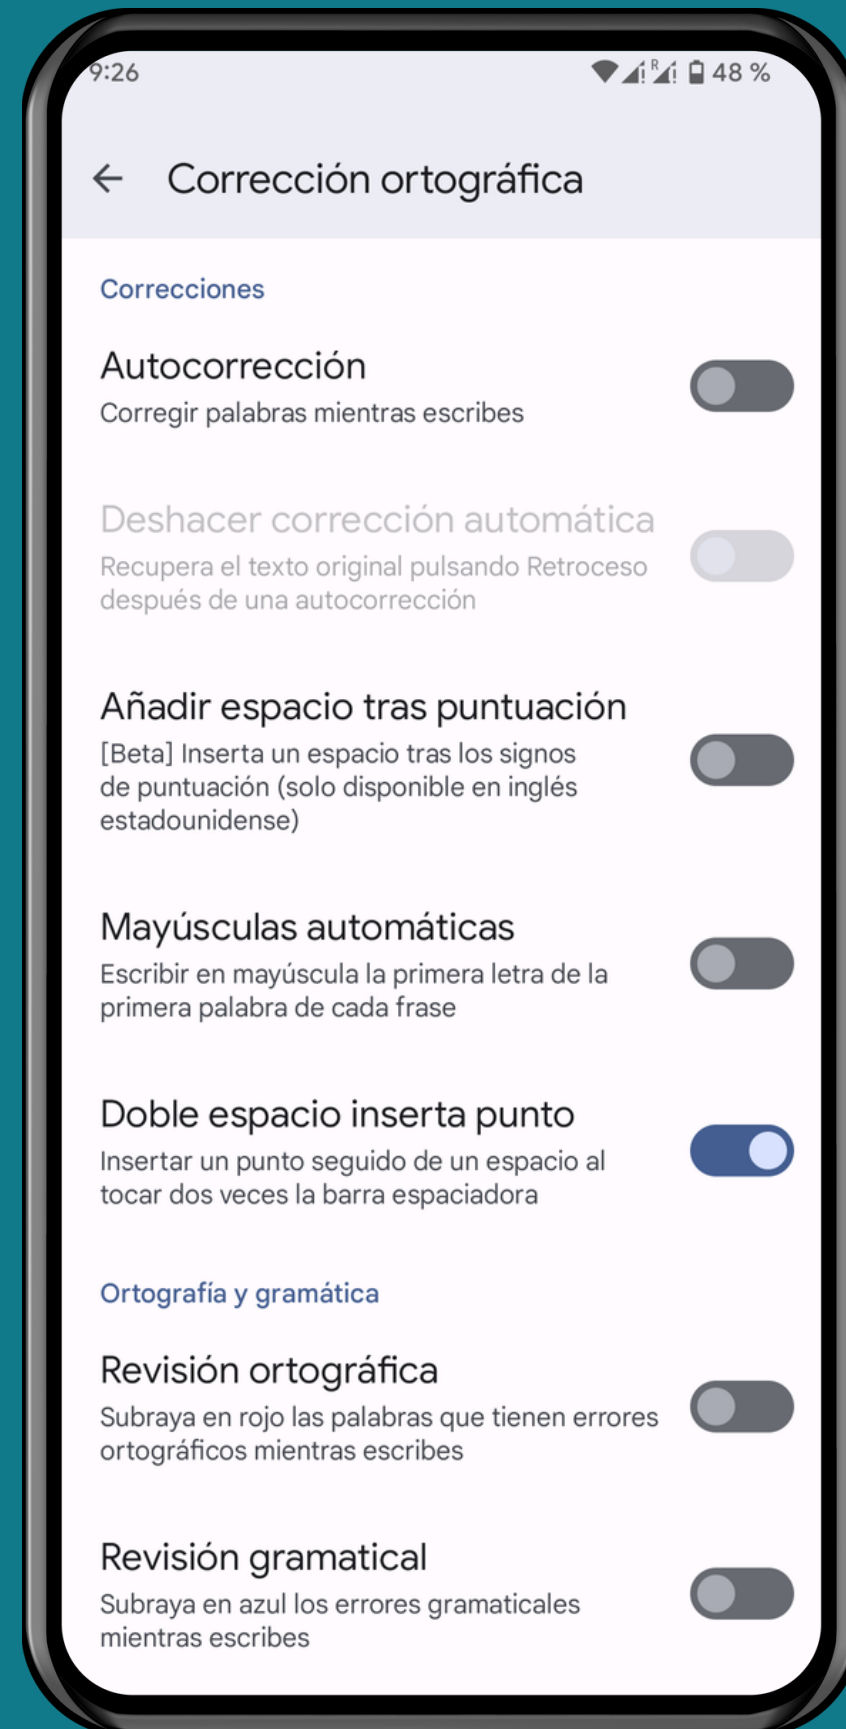 9:26
R
48 %
Corrección ortográfica
Correcciones
Autocorrección
Corregir palabras mientras escribes
Deshacer corrección automática
Recupera el texto original pulsando Retroceso
después de una autocorrección
Añadir espacio tras puntuación
[Beta] Inserta un espacio tras los signos
de puntuación (solo disponible en inglés
estadounidense)
Mayúsculas automáticas
Escribir en mayúscula la primera letra de la
primera palabra de cada frase
Doble espacio inserta punto
Insertar un punto seguido de un espacio al
tocar dos veces la barra espaciadora
Ortografía y gramática
Revisión ortográfica
Subraya en rojo las palabras que tienen errores
ortográficos mientras escribes
Revisión gramatical
Subraya en azul los errores gramaticales
mientras escribes